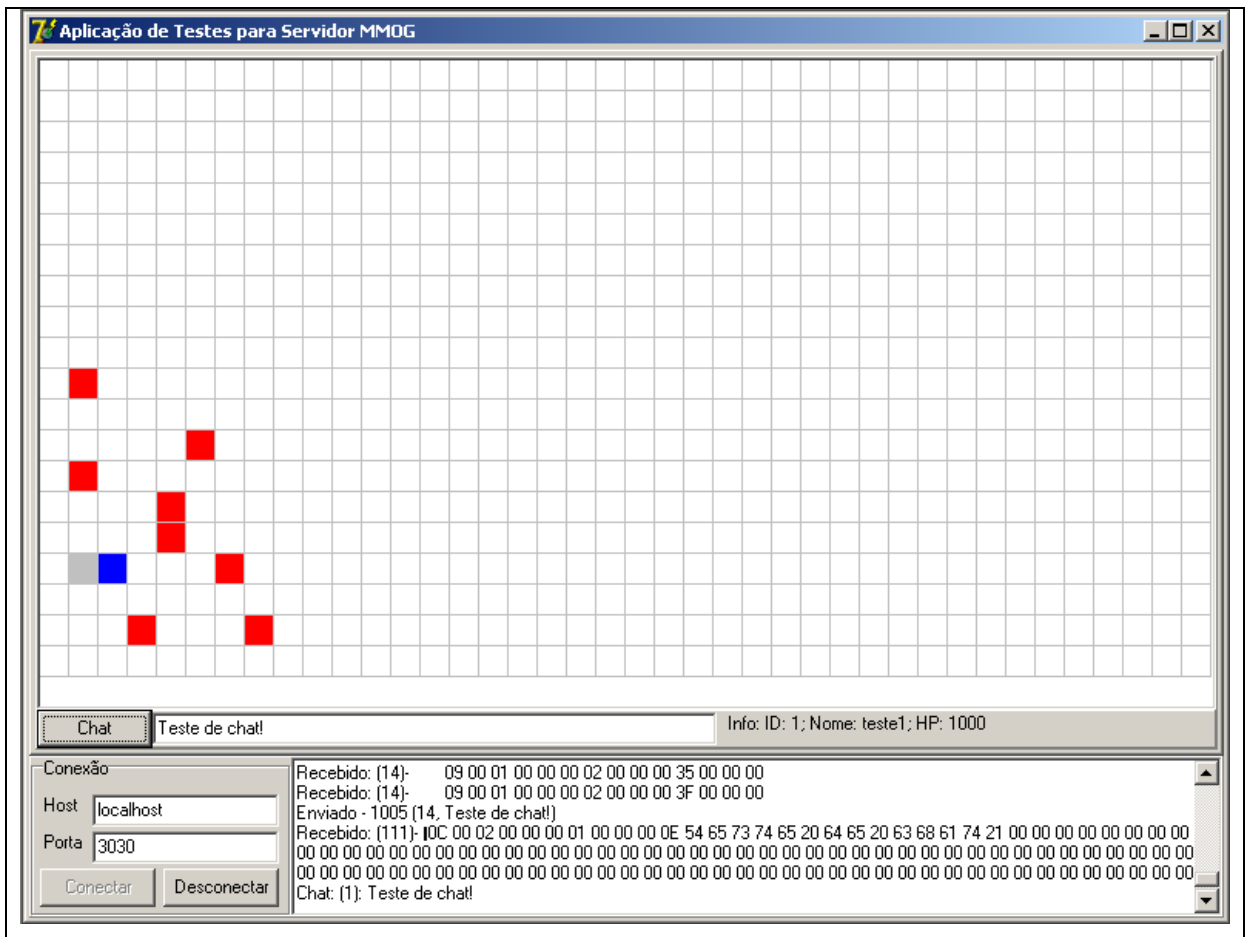 Aplicação de Testes para Servidor MMOG
Chat
Teste de chat!
Info: ID: 1; Nome: teste1; HP: 1000
Conexão
Host
localhost
Porta
3030
Conectar
Desconectar
Recebido: (14)- 09 00 01 00 00 00 02 00 00 00 35 00 00 00
Recebido: (14)- 09 00 01 00 00 00 02 00 00 00 3F 00 00 00
Enviado - 1005 (14, Teste de chat!)
Recebido: (111)- 0C 00 02 00 00 00 01 00 00 00 0E 54 65 73 74 65 20 64 65 20 63 68 61 74 21 00 00 00 00 00 00 00 00
00 00 00 00 00 00 00 00 00 00 00 00 00 00 00 00 00 00 00 00 00 00 00 00 00 00 00 00 00 00 00 00 00 00 00 00 00 00 00
00 00 00 00 00 00 00 00 00 00 00 00 00 00 00 00 00 00 00 00 00 00 00 00 00 00 00 00 00 00 00 00 00 00 00 00 00 00 00
Chat: (1): Teste de chat!